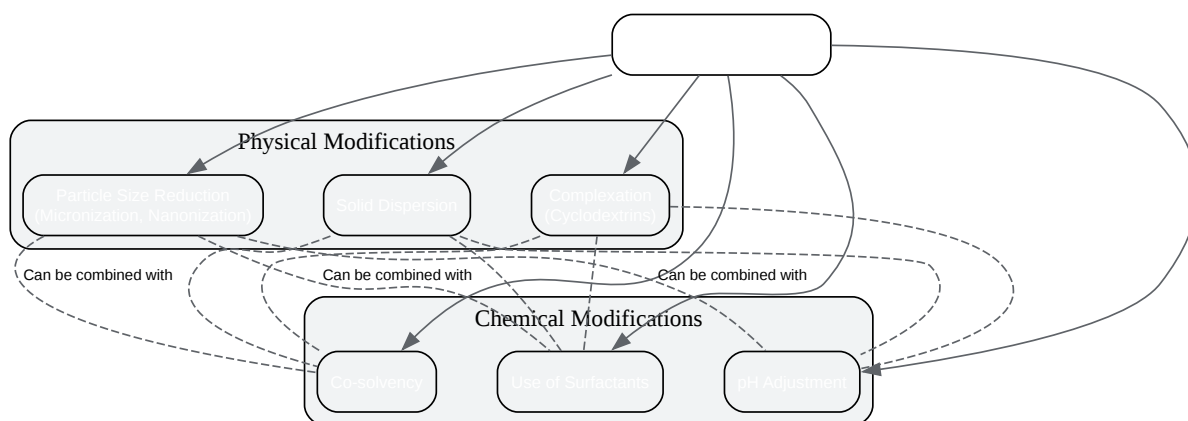 Physical Modifications
Particle Size Reduction
(Micronization, Nanonization)
Solid Dispersion
Complexation
(Cyclodextrins)
Can be combined with
Can be combined with
Can be combined with
Chemical Modifications
Co-solvency
Use of Surfactants
pH Adjustment